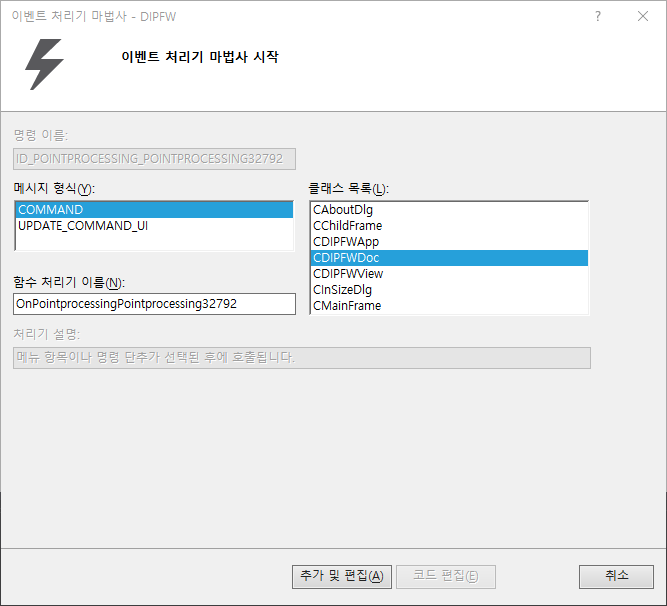 이벤트 처리기 마법사 - DIPFW
?
이벤트 처리기 마법사 시작
명령 이름:
ID_POINTPROCESSING_POINTPROCESSING32792
메시지 형식(Y):
COMMAND
UPDATE_COMMAND_UI
클래스 목록(L):
CAboutDlg
CChildFrame
CDIPFWApp
CDIPFWDoc
CDIPFWView
CInSizeDlg
CMainFrame
함수 처리기 이름(N):
OnPointprocessingPointprocessing32792
처리기 설명:
메뉴 항목이나 명령 단추가 선택된 후에 호출됩니다.
추가 및 편집(A)
코드 편집(E)
취소